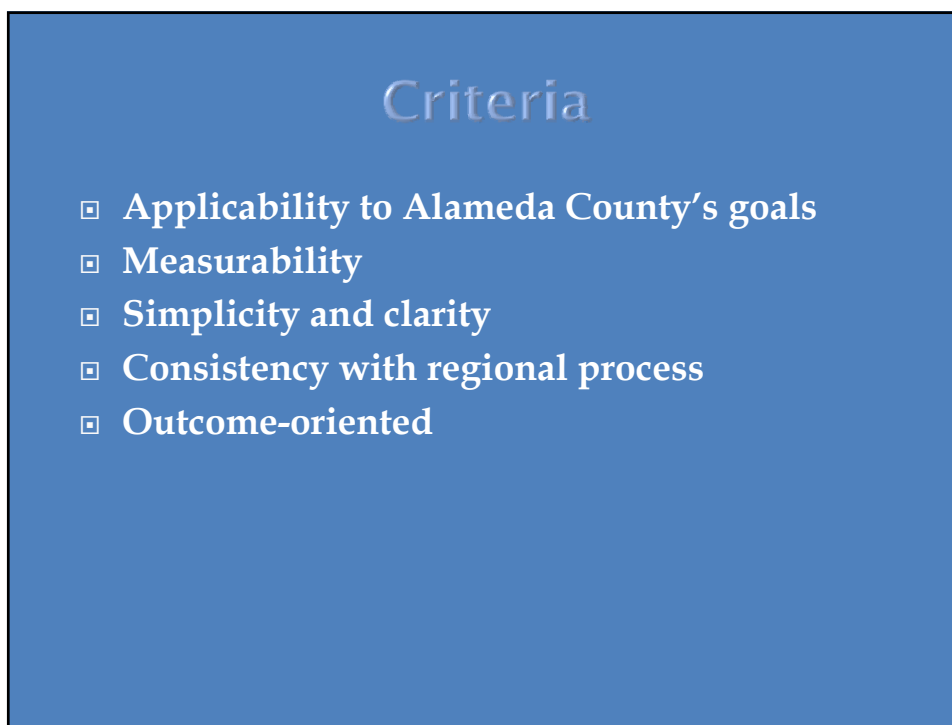 Criteria
Applicability to Alameda County’s goals
Measurability
Simplicity and clarity
Consistency with regional process
Outcome-oriented